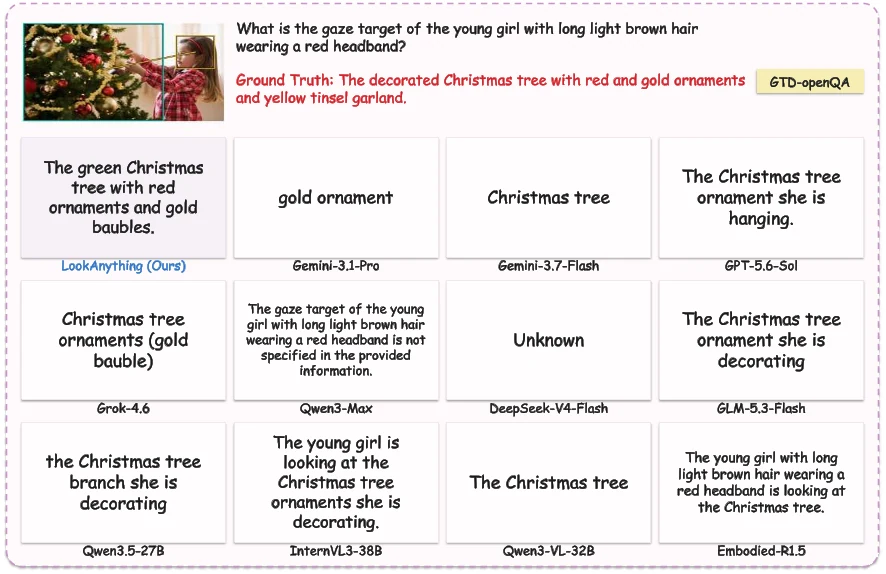 What is the gaze target of the young girl with long light brown hair
wearing a red headband?
Ground Truth: The decorated Christmas tree with red and gold ornaments
and yellow tinsel garland.
GTD-openQA
The green Christmas
tree with red
ornaments and gold
baubles.
LookAnything (Ours)
gold ornament
Gemini-3.1-Pro
Christmas tree
Gemini-3.7-Flash
The Christmas tree
ornament she is
hanging.
GPT-5.6-Sol
Christmas tree
ornaments (gold
bauble)
Grok-4.6
The gaze target of the young
girl with long light brown hair
wearing a red headband is not
specified in the provided
information.
Qwen3-Max
Unknown
DeepSeek-V4-Flash
The Christmas tree
ornament she is
decorating
GLM-5.3-Flash
the Christmas tree
branch she is
decorating
Qwen3.5-27B
The young girl is
looking at the
Christmas tree
ornaments she is
decorating.
InternVL3-38B
The Christmas tree
Qwen3-VL-32B
The young girl with long
light brown hair wearing a
red headband is looking at
the Christmas tree.
Embodied-R1.5